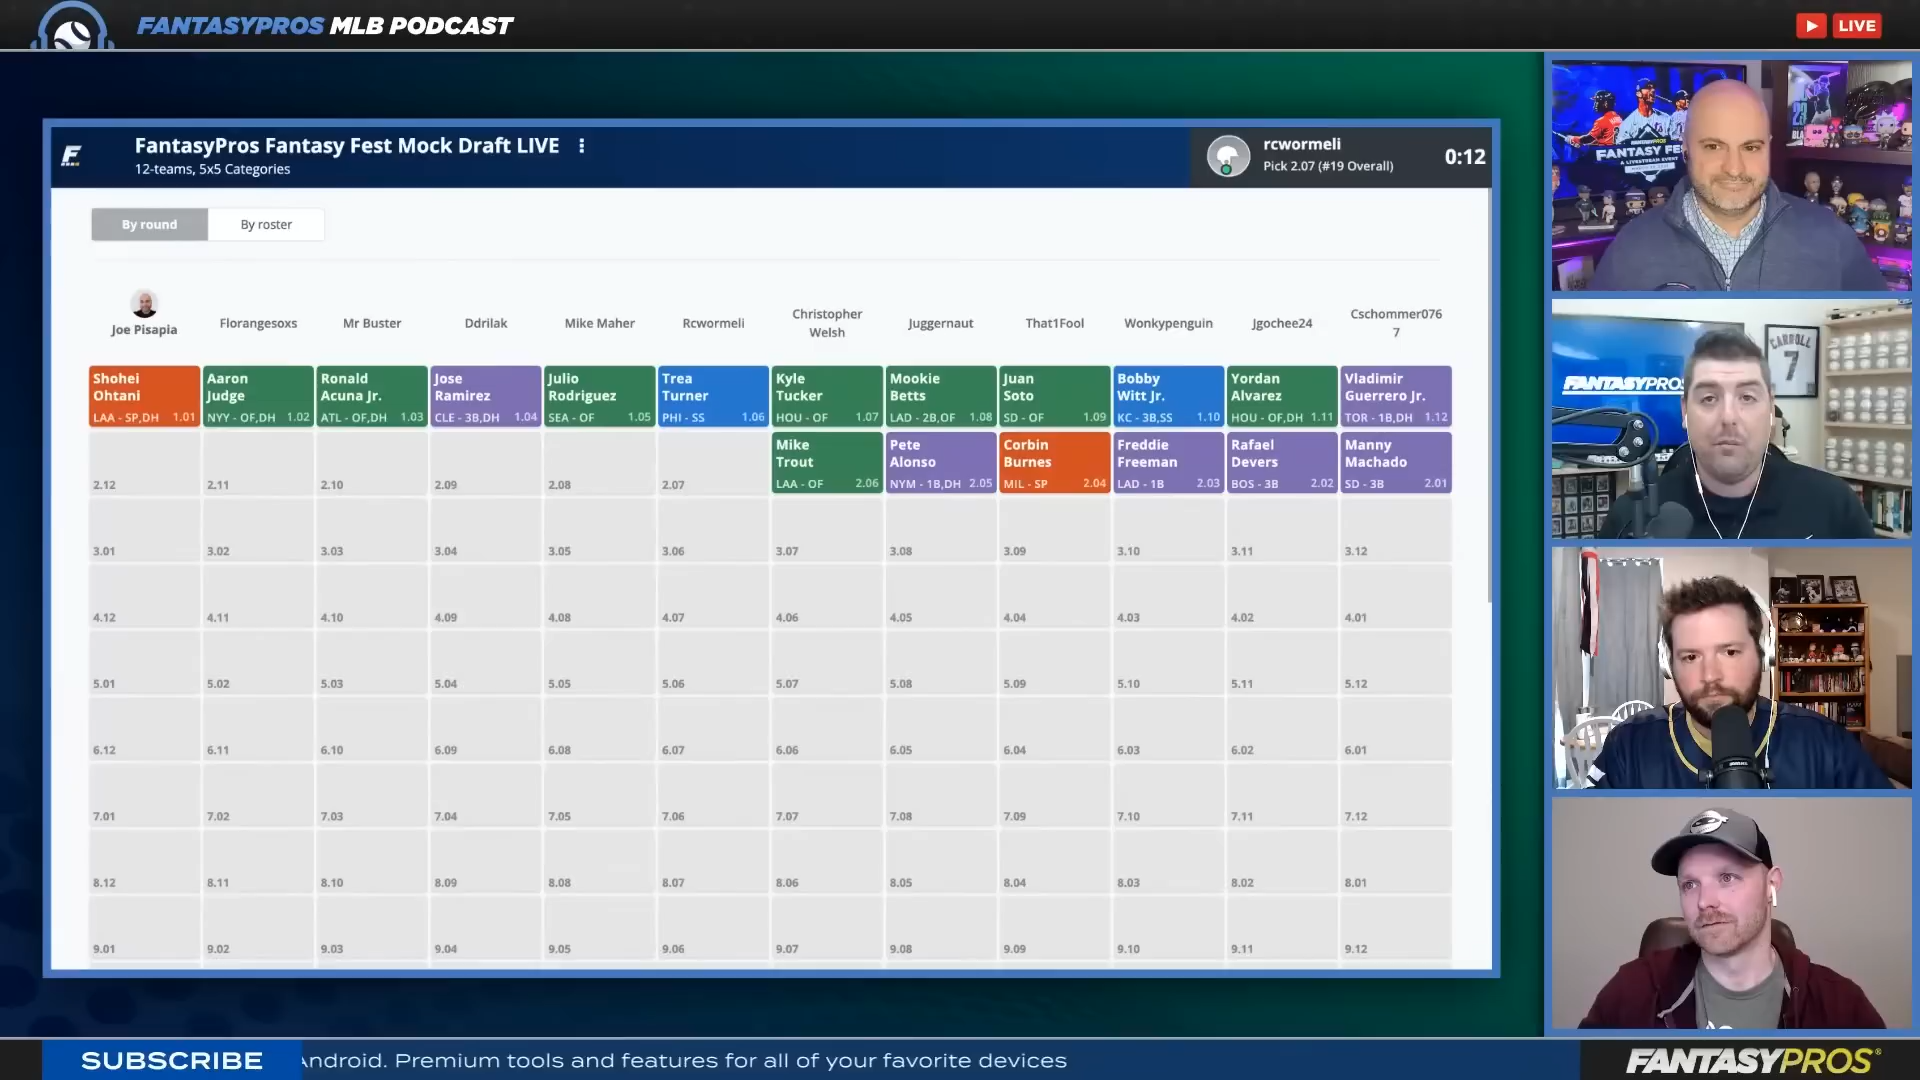 FANTASYPROS MLB PODCAST
LIVE
FantasyPros Fantasy Fest Mock Draft LIVE
12-teams, 5x5 Categories
rcwormeli
Pick 2.07 (#19 Overall)
0:12
By round
By roster
Joe Pisapia
Florangesoxs
Mr Buster
Ddrilak
Mike Maher
Rcwormeli
Christopher
Welsh
Juggernaut
That1Fool
Wonkypenguin
Jgochee24
Cschommer076
7
Shohei
Ohtani
LAA - SP,DH 1.01
Aaron
Judge
NYY - OF,DH 1.02
Ronald
Acuna Jr.
ATL - OF,DH 1.03
Jose
Ramirez
CLE - 3B,DH 1.04
Julio
Rodriguez
SEA - OF 1.05
Trea
Turner
PHI - SS 1.06
Kyle
Tucker
HOU - OF 1.07
Mookie
Betts
LAD - 2B,OF 1.08
Juan
Soto
SD - OF 1.09
Bobby
Witt Jr.
KC - 3B,SS 1.10
Yordan
Alvarez
HOU - OF,DH 1.11
Vladimir
Guerrero Jr.
TOR - 1B,DH 1.12
2.12
2.11
2.10
2.09
2.08
2.07
Mike
Trout
LAA - OF 2.06
Pete
Alonso
NYM - 1B,DH 2.05
Corbin
Burnes
MIL - SP 2.04
Freddie
Freeman
LAD - 1B 2.03
Rafael
Devers
BOS - 3B 2.02
Manny
Machado
SD - 3B 2.01
3.01 3.02 3.03 3.04 3.05 3.06 3.07 3.08 3.09 3.10 3.11 3.12
4.12 4.11 4.10 4.09 4.08 4.07 4.06 4.05 4.04 4.03 4.02 4.01
5.01 5.02 5.03 5.04 5.05 5.06 5.07 5.08 5.09 5.10 5.11 5.12
6.12 6.11 6.10 6.09 6.08 6.07 6.06 6.05 6.04 6.03 6.02 6.01
7.01 7.02 7.03 7.04 7.05 7.06 7.07 7.08 7.09 7.10 7.11 7.12
8.12 8.11 8.10 8.09 8.08 8.07 8.06 8.05 8.04 8.03 8.02 8.01
9.01 9.02 9.03 9.04 9.05 9.06 9.07 9.08 9.09 9.10 9.11 9.12
FANTASY FE
A LIVESTREAM EVENT
CARROLL
7
FANTASYPROS
SUBSCRIBE
Android. Premium tools and features for all of your favorite devices
FANTASYPROS